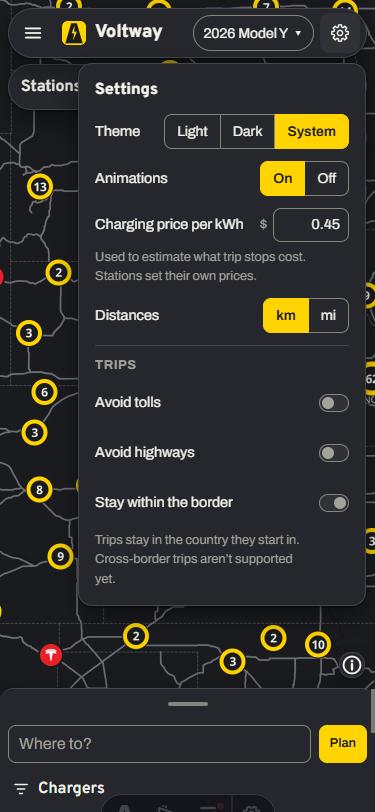 2
7
14
Voltway
2026 Model Y
Stations
Settings
Theme
Light
Dark
System
Animations
On
Off
Charging price per kWh
$
0.45
Used to estimate what trip stops cost.
Stations set their own prices.
Distances
km
mi
TRIPS
Avoid tolls
Avoid highways
Stay within the border
Trips stay in the country they start in.
Cross-border trips aren't supported
yet.
13
2
3
6
3
8
9
2
3
2
10
Where to?
Plan
Chargers